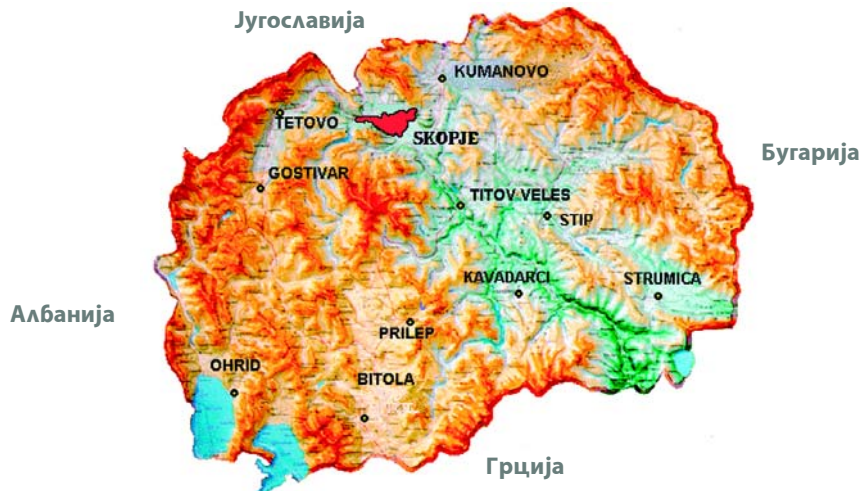 Југославија
KUMANOVO
TETOVO
SKOPJE
Бугарија
GOSTIVAR
TITOV VELES
STIP
KAVADARCI
STRUMICA
Албанија
PRILEP
OHRID
BITOLA
Грција